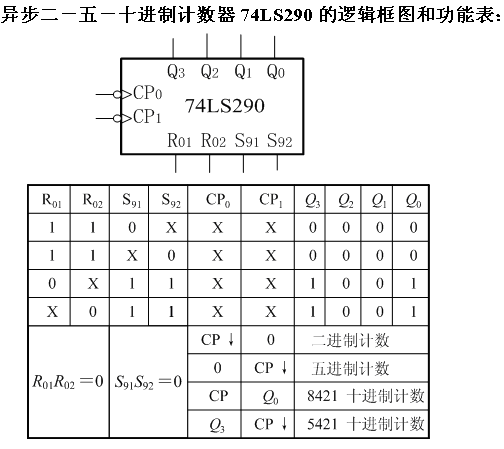 异步二－五－十进制计数器 74LS290 的逻辑框图和功能表:
Q3 Q2 Q1 Q0
CP0
74LS290
CP1
R01 R02 S91 S92
R01 R02 S91 S92 CP0 CP1 Q3 Q2 Q1 Q0
1 1 0 X X X 0 0 0 0
1 1 X 0 X X 0 0 0 0
0 X 1 1 X X 1 0 0 1
X 0 1 1 X X 1 0 0 1
CP↓ 0 二进制计数
0 CP↓ 五进制计数
R01R02＝0 S91S92＝0
CP Q0 8421 十进制计数
Q3 CP↓ 5421 十进制计数